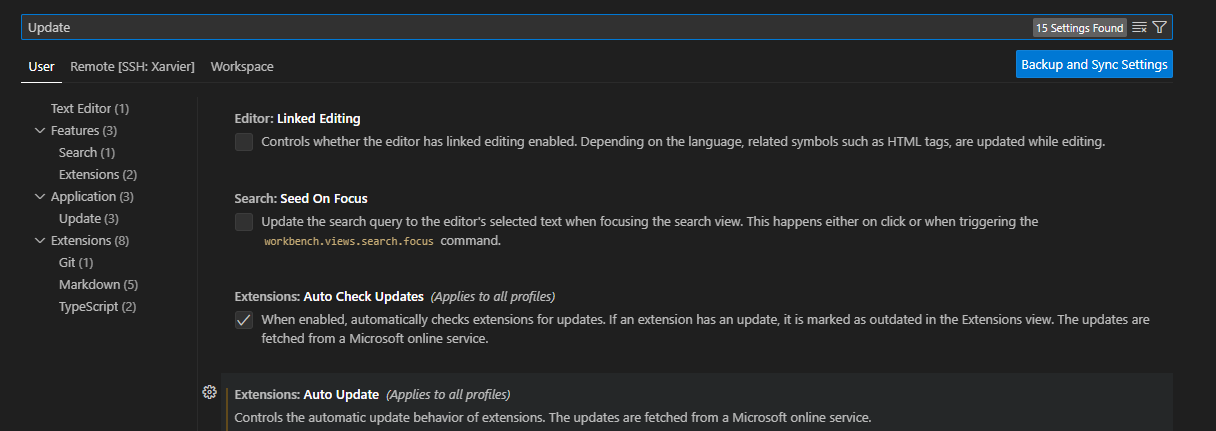 Update
15 Settings Found
User Remote [SSH: Xarvier] Workspace
Backup and Sync Settings
Text Editor (1)
Features (3)
Search (1)
Extensions (2)
Application (3)
Update (3)
Extensions (8)
Git (1)
Markdown (5)
TypeScript (2)
Editor: Linked Editing
Controls whether the editor has linked editing enabled. Depending on the language, related symbols such as HTML tags, are updated while editing.
Search: Seed On Focus
Update the search query to the editor's selected text when focusing the search view. This happens either on click or when triggering the
workbench.views.search.focus command.
Extensions: Auto Check Updates (Applies to all profiles)
When enabled, automatically checks extensions for updates. If an extension has an update, it is marked as outdated in the Extensions view. The updates are
fetched from a Microsoft online service.
Extensions: Auto Update (Applies to all profiles)
Controls the automatic update behavior of extensions. The updates are fetched from a Microsoft online service.